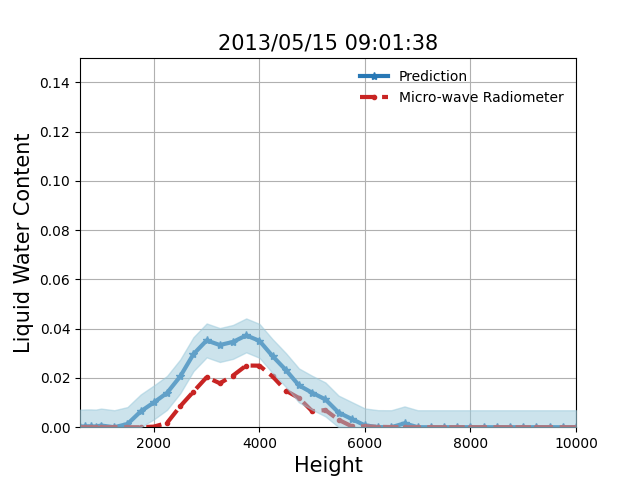 2013/05/15 09:01:38
Prediction
Micro-wave Radiometer
Liquid Water Content
0.14
0.12
0.10
0.08
0.06
0.04
0.02
0.00
2000 4000 6000 8000 10000
Height